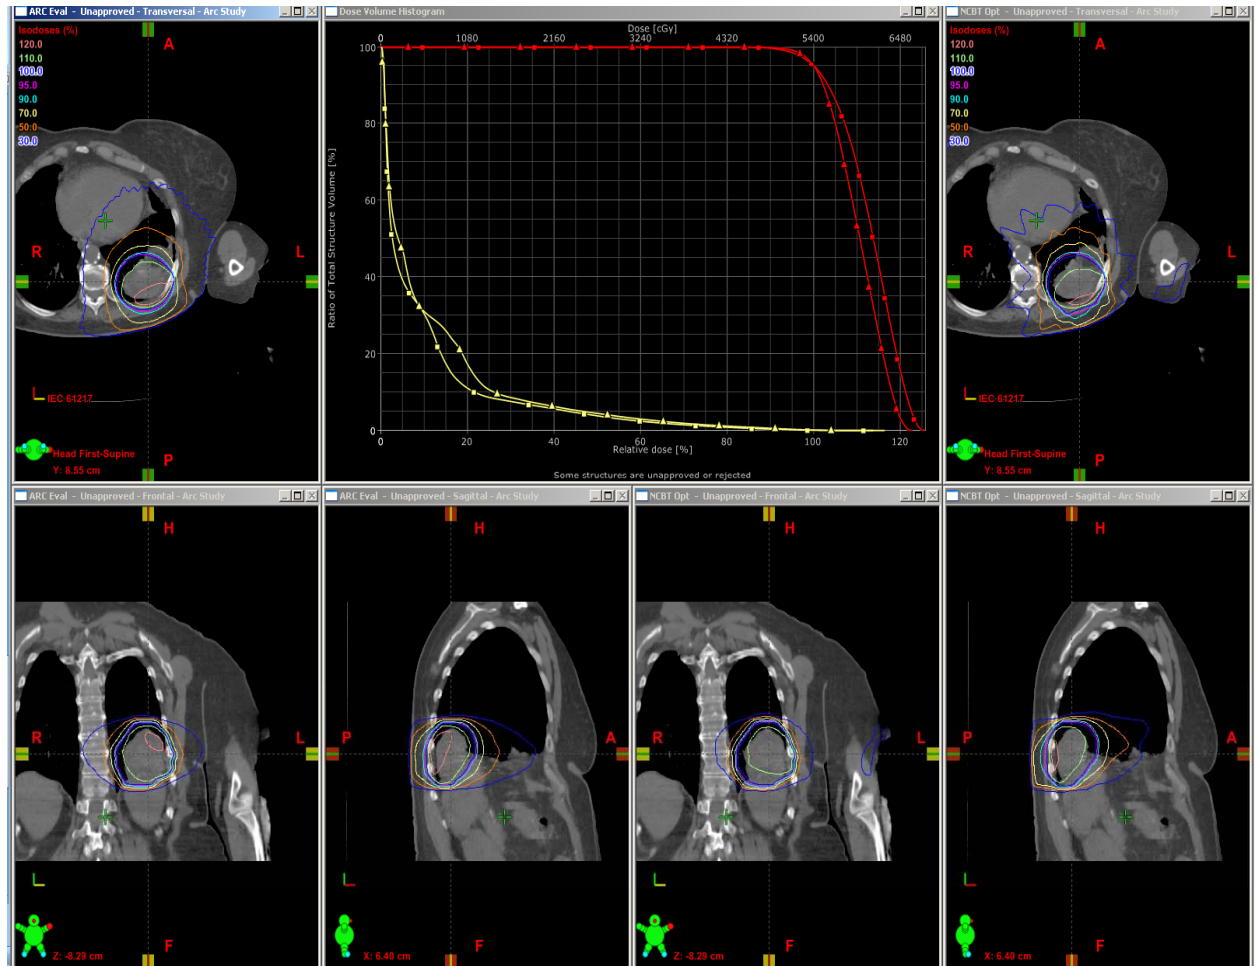 ARC Eval - Unapproved - Transversal - Arc Study
Isodoses (%)
120.0
110.0
100.0
95.0
90.0
70.0
50.0
30.0
A
R
L
L
IEC-61217
Head First-Supine
Y: 8.55 cm
P
Dose Volume Histogram
Dose [cGy]
0
1080
2160
3240
4320
5400
6480
Ratio of Total Structure Volume [%]
100
80
60
40
20
0
0
20
40
60
80
100
120
Relative dose [%]
Some structures are unapproved or rejected
NCBT Opt - Unapproved - Transversal - Arc Study
Isodoses (%)
120.0
110.0
100.0
95.0
90.0
70.0
50.0
30.0
A
R
L
L
IEC-61217
Head First-Supine
Y: 8.55 cm
P
ARC Eval - Unapproved - Frontal - Arc Study
H
R
L
L
F
Z: -8.29 cm
ARC Eval - Unapproved - Sagittal - Arc Study
H
P
A
L
F
X: 6.40 cm
NCBT Opt - Unapproved - Frontal - Arc Study
H
R
L
L
F
Z: -8.29 cm
NCBT Opt - Unapproved - Sagittal - Arc Study
H
P
A
L
F
X: 6.40 cm